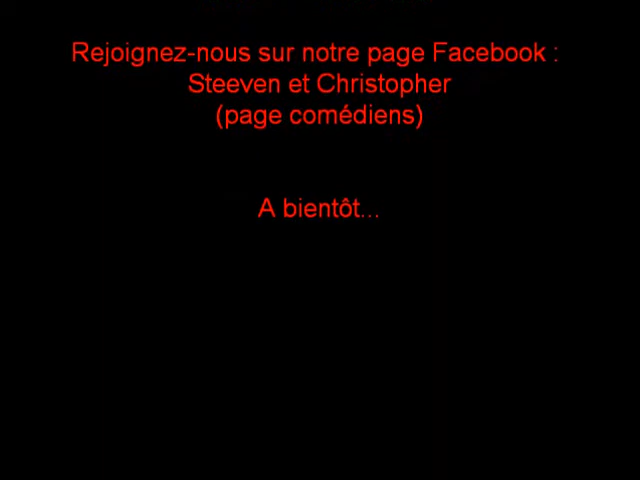 Rejoignez-nous sur notre page Facebook :
Steeven et Christopher
(page comédiens)
A bientôt...